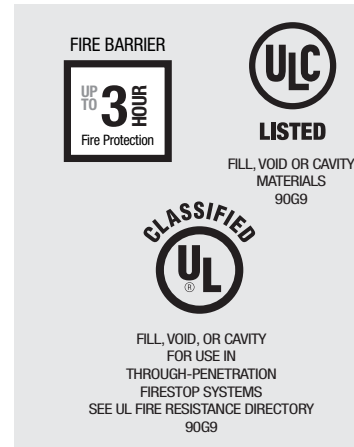 FIRE BARRIER
UP TO 3 HOUR
Fire Protection
ULC
LISTED
FILL, VOID OR CAVITY
MATERIALS
90G9
CLASSIFIED
UL
®
FILL, VOID, OR CAVITY
FOR USE IN
THROUGH-PENETRATION
FIRESTOP SYSTEMS
SEE UL FIRE RESISTANCE DIRECTORY
90G9